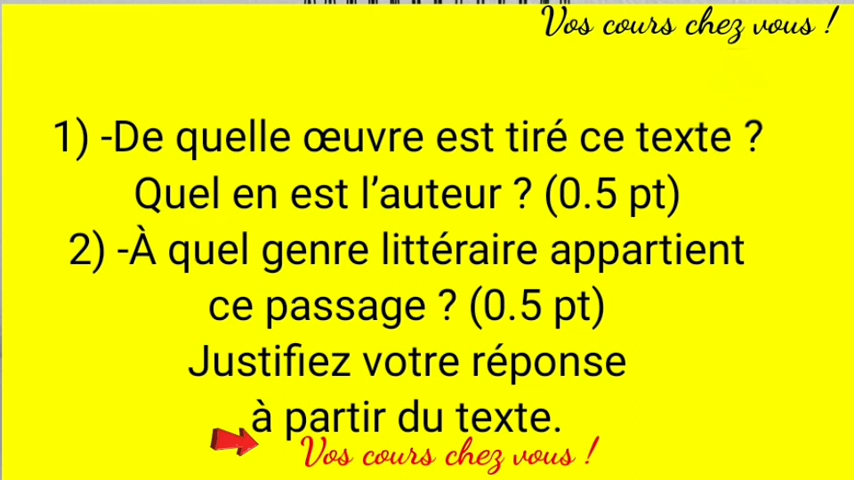 Vos cours chez vous !
1) -De quelle œuvre est tiré ce texte ?
Quel en est l’auteur ? (0.5 pt)
2) -À quel genre littéraire appartient
ce passage ? (0.5 pt)
Justifiez votre réponse
à partir du texte.
Vos cours chez vous !